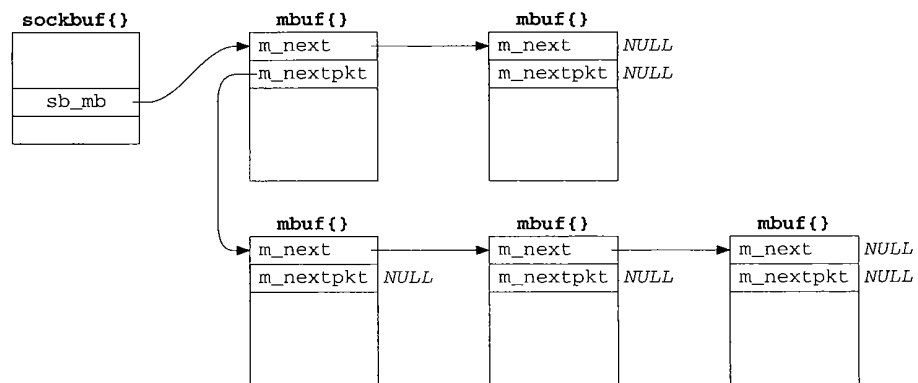 sockbuf{} mbuf{} mbuf{}
m_next m_next NULL
m_nextpkt m_nextpkt NULL
sb_mb
mbuf{} mbuf{} mbuf{}
m_next m_next m_next NULL
m_nextpkt NULL m_nextpkt NULL m_nextpkt NULL